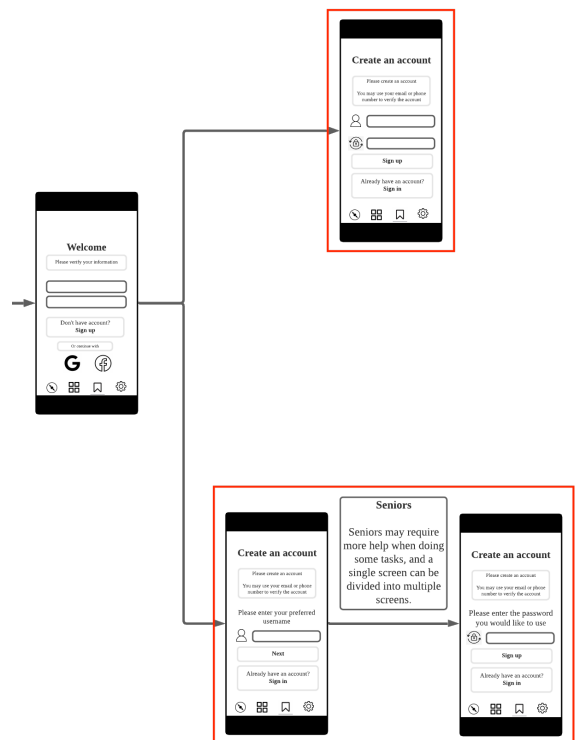 Create an account
Please create an account
You may use your email or phone
number to verify the account
Sign up
Already have an account?
Sign in
Welcome
Please verify your information
Don't have account?
Sign up
Or continue with
G
f
Create an account
Please create an account
You may use your email or phone
number to verify the account
Please enter your preferred
username
Next
Already have an account?
Sign in
Seniors
Seniors may require
more help when doing
some tasks, and a
single screen can be
divided into multiple
screens.
Create an account
Please create an account
You may use your email or phone
number to verify the account
Please enter the password
you would like to use
Sign up
Already have an account?
Sign in